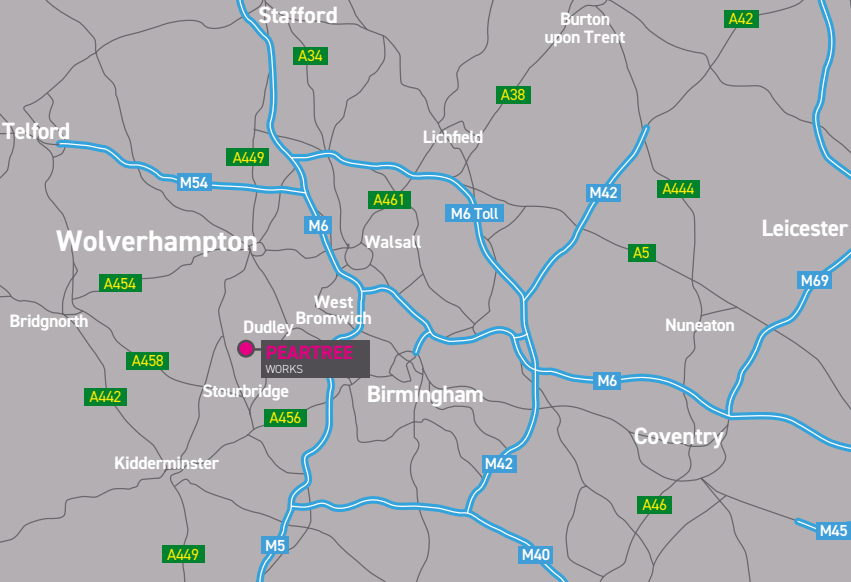 Stafford
Burton
upon Trent
A42
A34
A38
Telford
Lichfield
A449
M54
A461
M6 Toll
M42
A444
M6
Wolverhampton
Walsall
A5
Leicester
A454
M69
West
Bromwich
Bridgnorth
Dudley
Nuneaton
PEARTREE
WORKS
A458
A442
Stourbridge
Birmingham
M6
A456
Coventry
Kidderminster
M42
A46
M45
A449
M5
M40